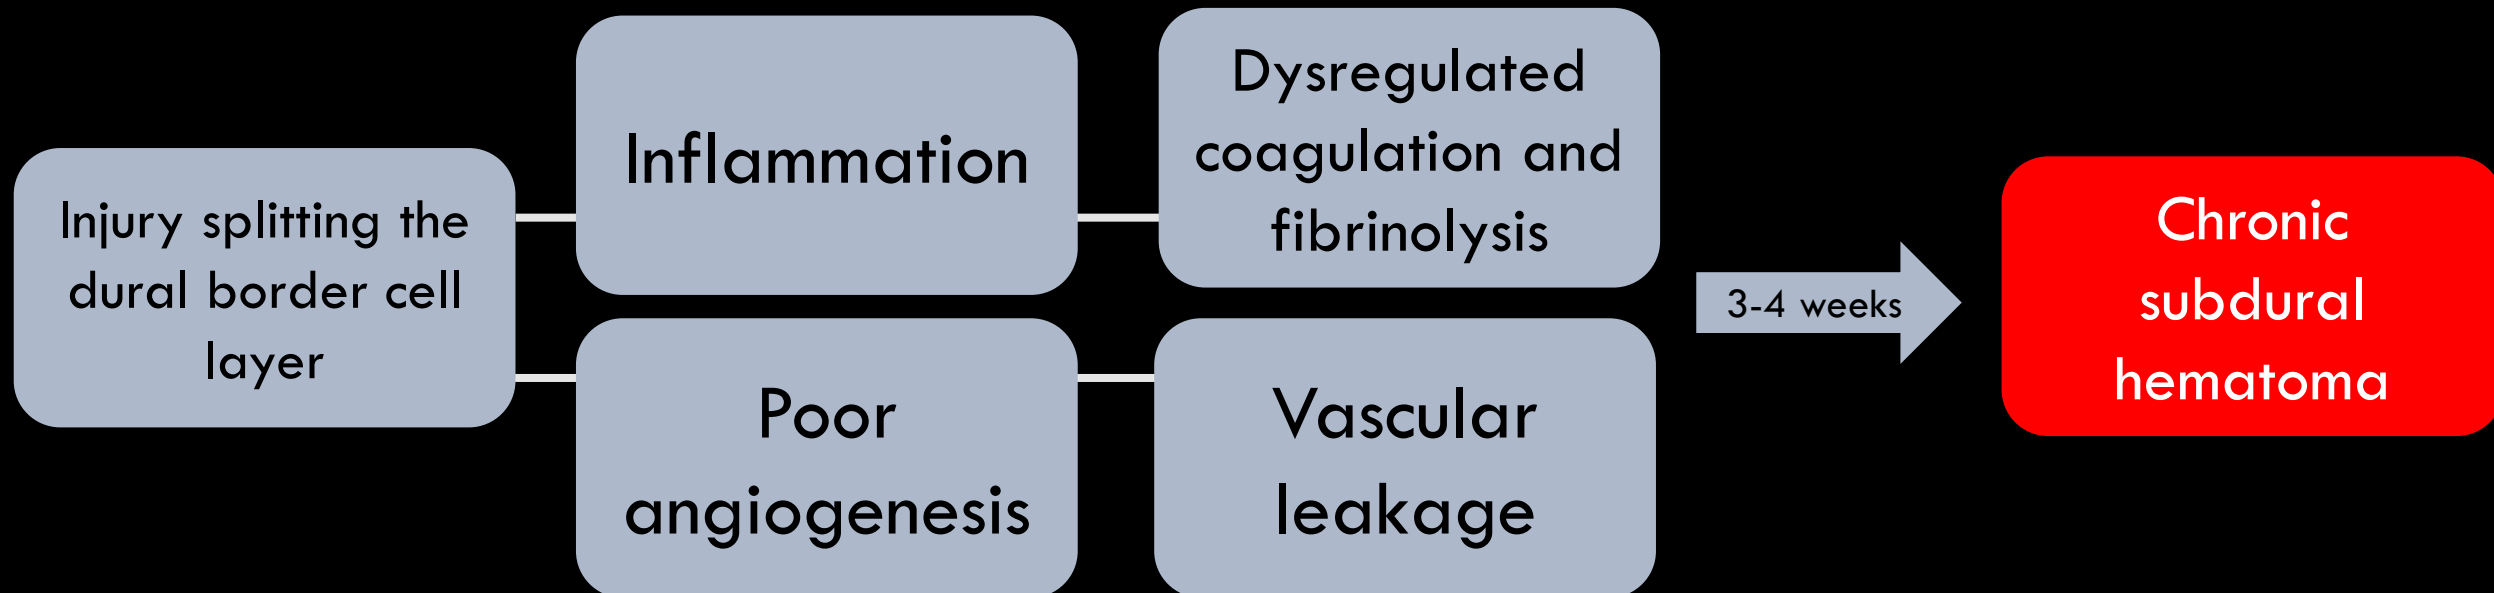 Injury splitting the
dural border cell
layer
Inflammation
Dysregulated
coagulation and
fibrinolysis
Poor
angiogenesis
Vascular
leakage
3-4 weeks
Chronic
subdural
hematoma